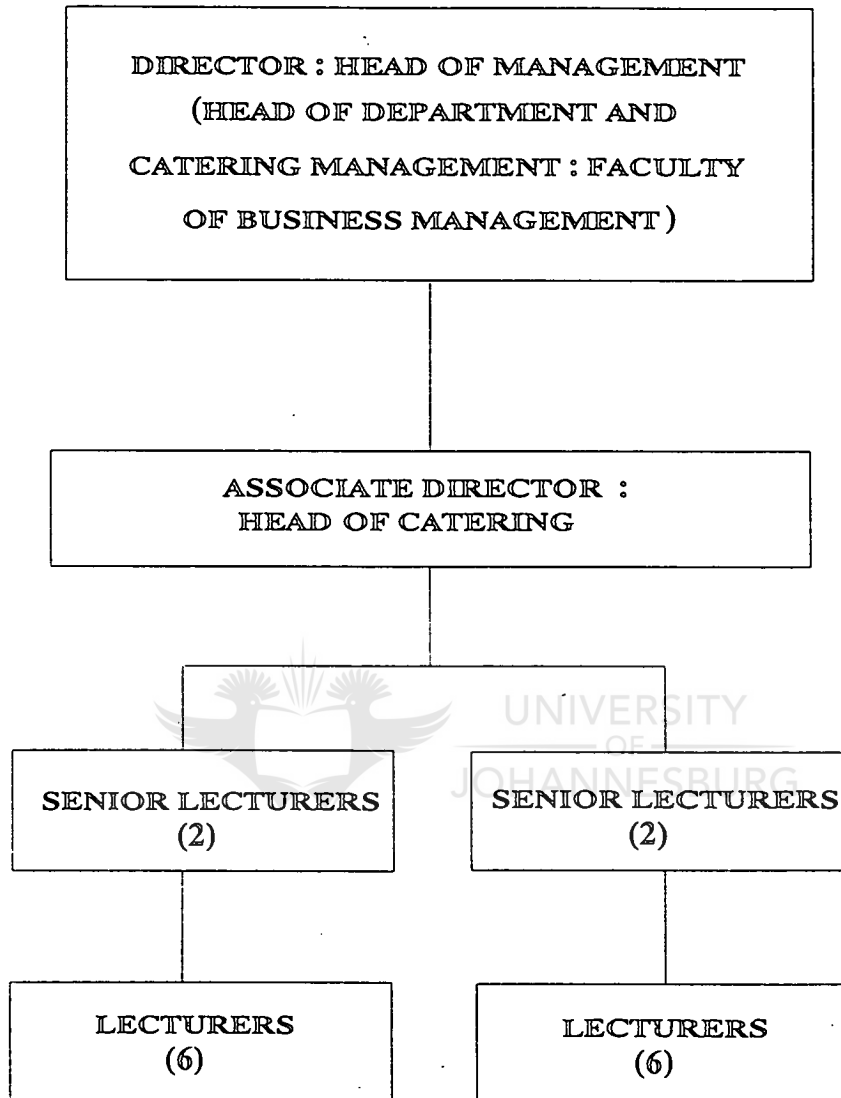 DIRECTOR : HEAD OF MANAGEMENT
(HEAD OF DEPARTMENT AND
CATERING MANAGEMENT : FACULTY
OF BUSINESS MANAGEMENT)
ASSOCIATE DIRECTOR :
HEAD OF CATERING
UNIVERSITY
OF
JOHANNESBURG
SENIOR LECTURERS
(2)
SENIOR LECTURERS
(2)
LECTURERS
(6)
LECTURERS
(6)